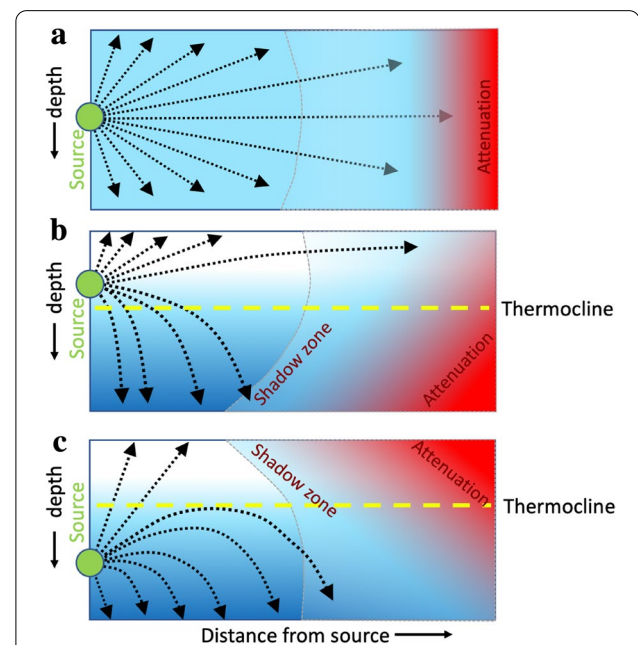 a
depth
Source
Attenuation
b
depth
Source
Thermocline
Shadow zone
Attenuation
c
depth
Source
Shadow zone
Attenuation
Thermocline
Distance from source